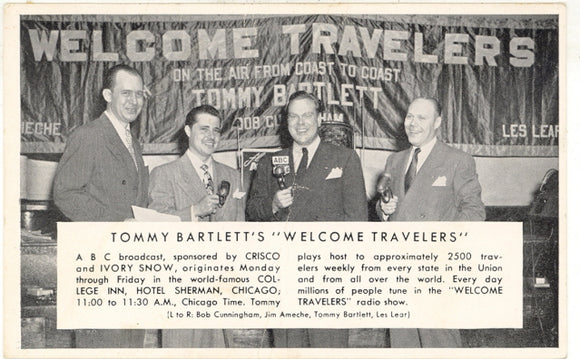 WELCOME TRAVELERS
ON THE AIR FROM COAST TO COAST
TOMMY BARTLETT
MECHE
BOB CU HAM
LES LEAR
ABC
TOMMY BARTLETT'S "WELCOME TRAVELERS"
A B C broadcast, sponsored by CRISCO
and IVORY SNOW, originates Monday
through Friday in the world-famous COL-
LEGE INN, HOTEL SHERMAN, CHICAGO;
11:00 to 11:30 A.M., Chicago Time. Tommy
plays host to approximately 2500 trav-
elers weekly from every state in the Union
and from all over the world. Every day
millions of people tune in the "WELCOME
TRAVELERS" radio show.
(L to R: Bob Cunningham, Jim Ameche, Tommy Bartlett, Les Lear)